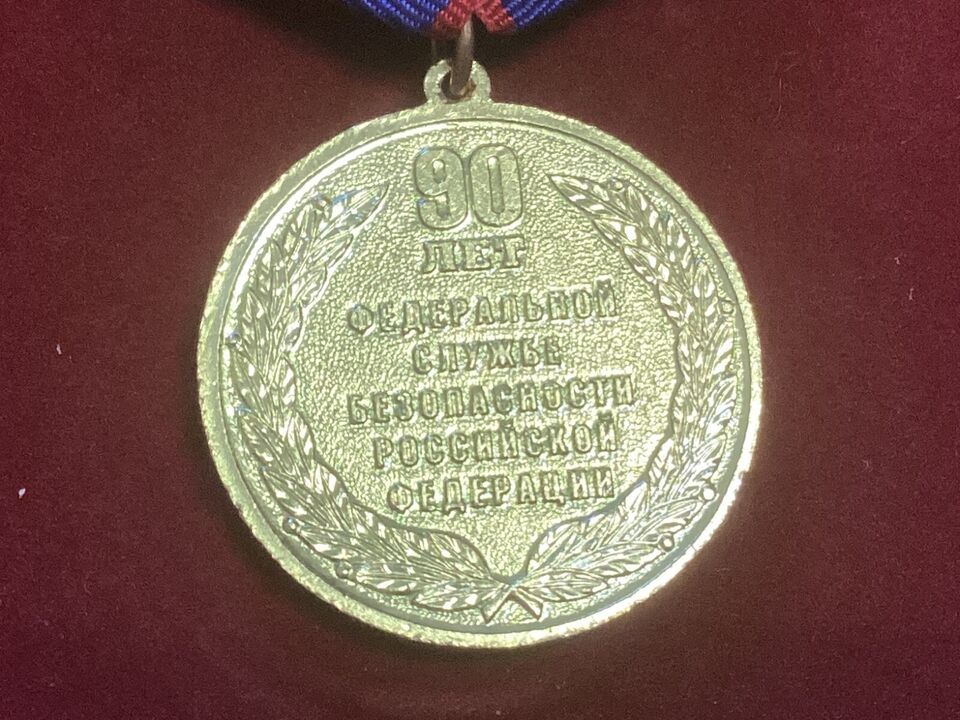 90
ЛЕТ
ФЕДЕРАЛЬНОЙ
СЛУЖБЕ
БЕЗОПАСНОСТИ
РОССИЙСКОЙ
ФЕДЕРАЦИИ